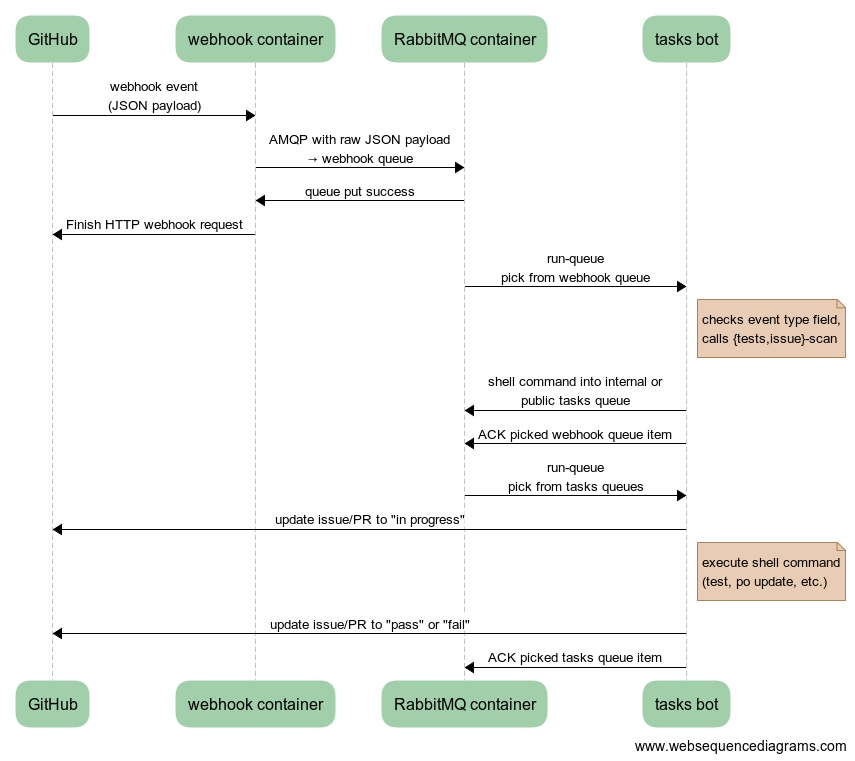 GitHub
webhook container
RabbitMQ container
tasks bot
webhook event
(JSON payload)
AMQP with raw JSON payload
→ webhook queue
queue put success
Finish HTTP webhook request
run-queue
pick from webhook queue
checks event type field,
calls {tests,issue}-scan
shell command into internal or
public tasks queue
ACK picked webhook queue item
run-queue
pick from tasks queues
update issue/PR to "in progress"
execute shell command
(test, po update, etc.)
update issue/PR to "pass" or "fail"
ACK picked tasks queue item
GitHub
webhook container
RabbitMQ container
tasks bot
www.websequencediagrams.com